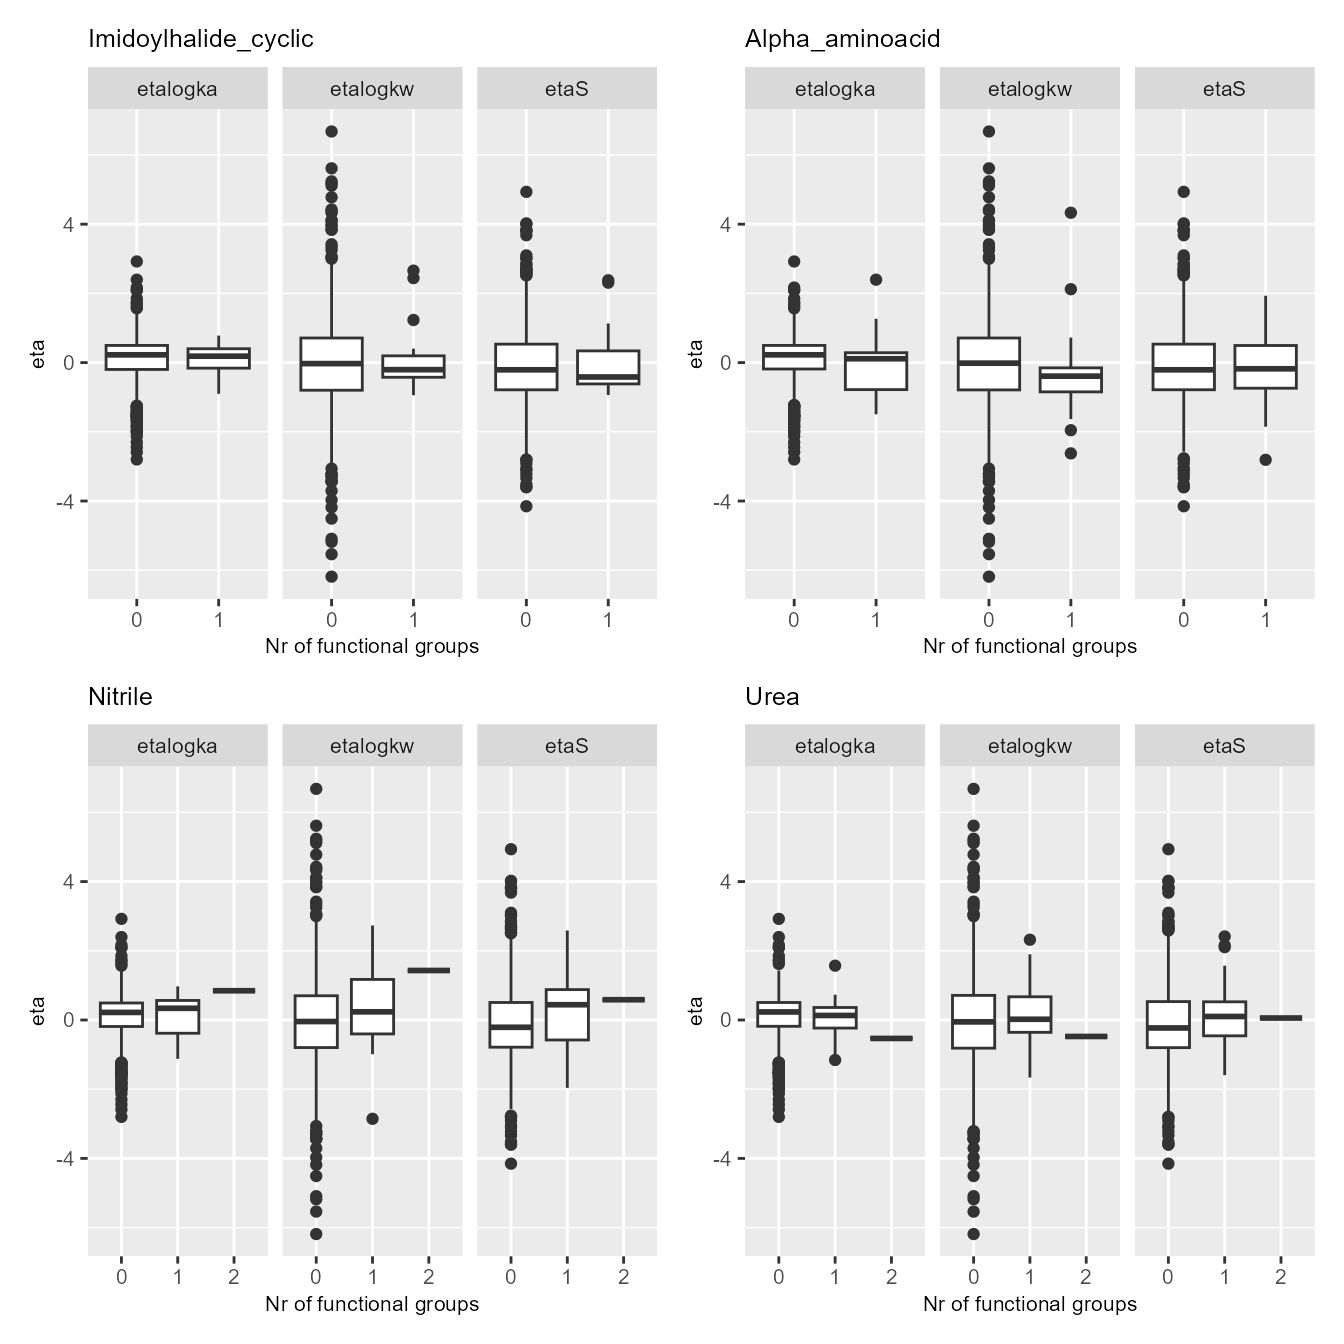 Imidoylhalide_cyclic
etalogka etalogkw etaS
eta
4
0
-4
0 1 0 1 0 1
Nr of functional groups
Alpha_aminoacid
etalogka etalogkw etaS
eta
4
0
-4
0 1 0 1 0 1
Nr of functional groups
Nitrile
etalogka etalogkw etaS
eta
4
0
-4
0 1 2 0 1 2 0 1 2
Nr of functional groups
Urea
etalogka etalogkw etaS
eta
4
0
-4
0 1 2 0 1 2 0 1 2
Nr of functional groups